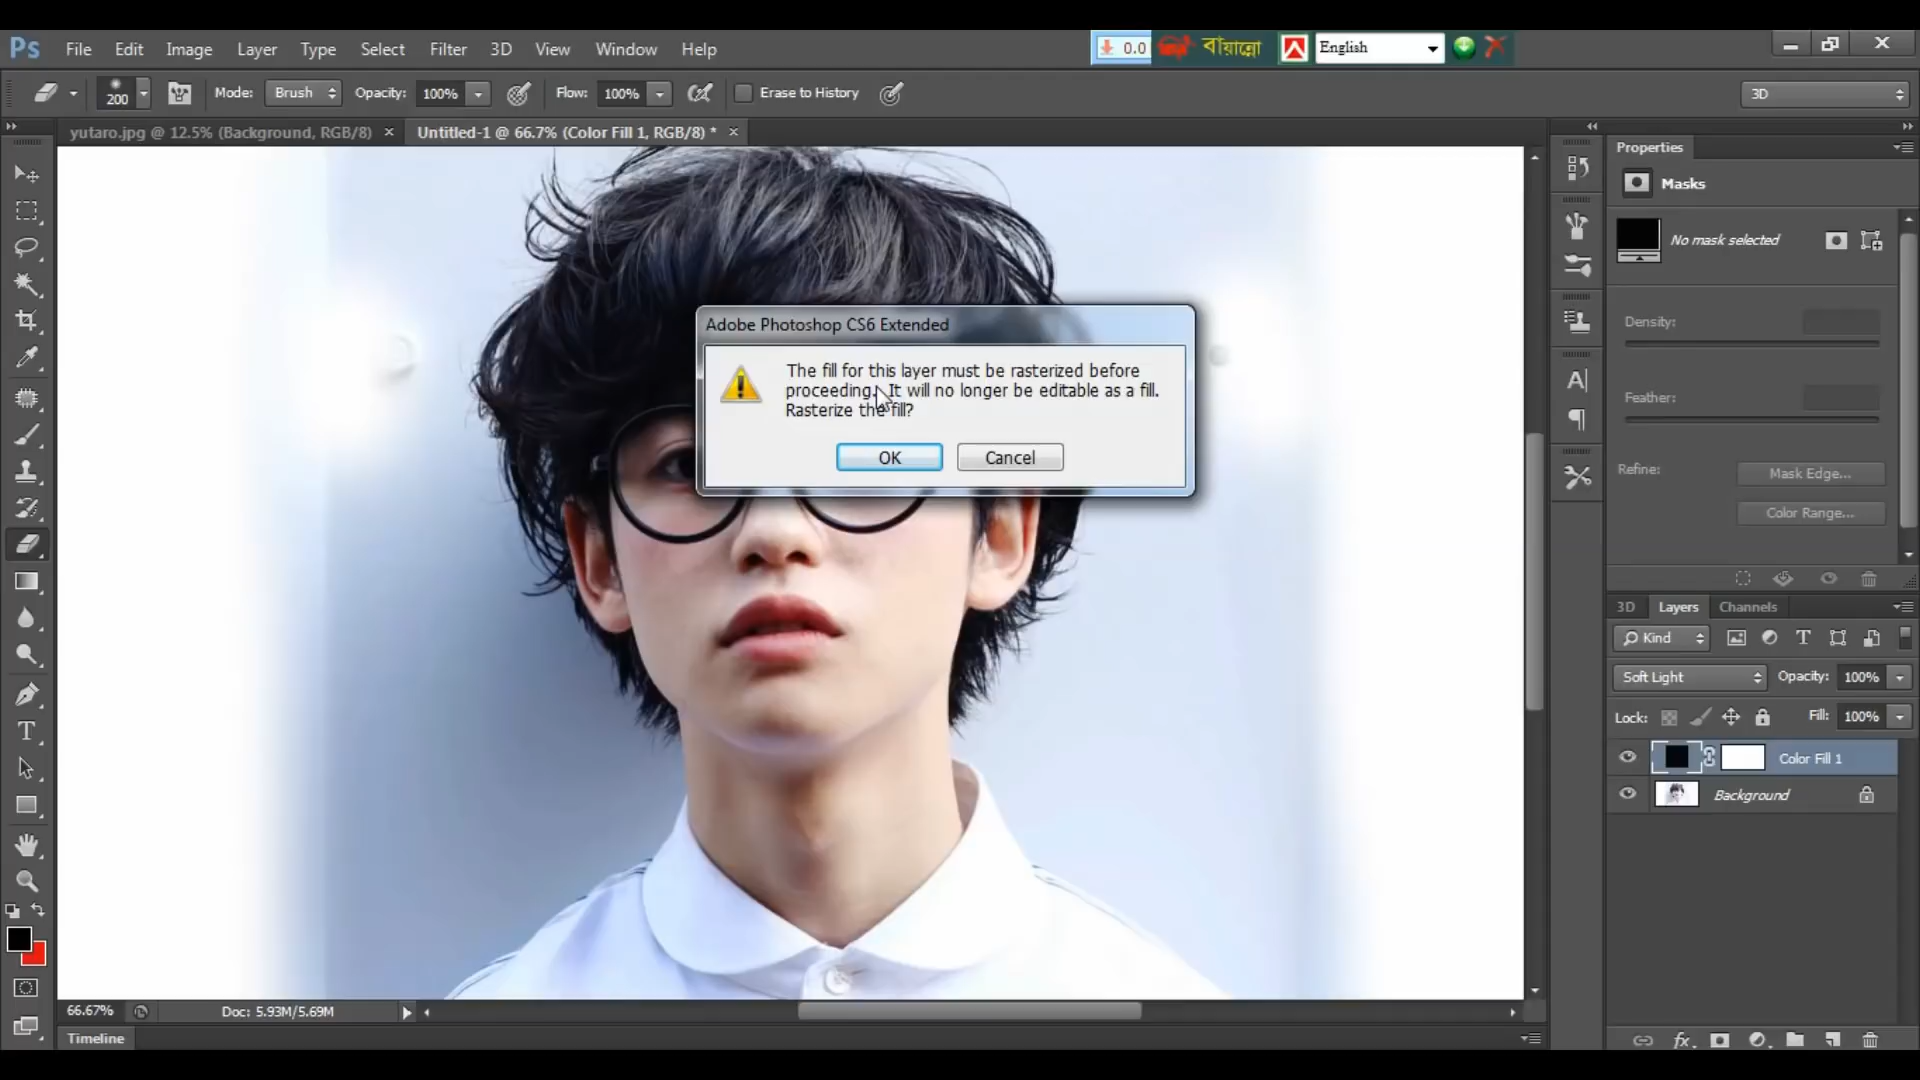 Ps File Edit Image Layer Type Select Filter 3D View Window Help
0.0 বায়ান্নো English
200 Mode: Brush Opacity: 100% Flow: 100% Erase to History 3D
yutaro.jpg @ 12.5% (Background, RGB/8) Untitled-1 @ 66.7% (Color Fill 1, RGB/8) *
Properties
Masks
No mask selected
Density:
Feather:
Refine: Mask Edge...
Color Range...
Adobe Photoshop CS6 Extended
The fill for this layer must be rasterized before
proceeding. It will no longer be editable as a fill.
Rasterize the fill?
OK Cancel
3D Layers Channels
Kind
Soft Light Opacity: 100%
Lock: Fill: 100%
Color Fill 1
Background
66.67% Doc: 5.93M/5.69M
Timeline